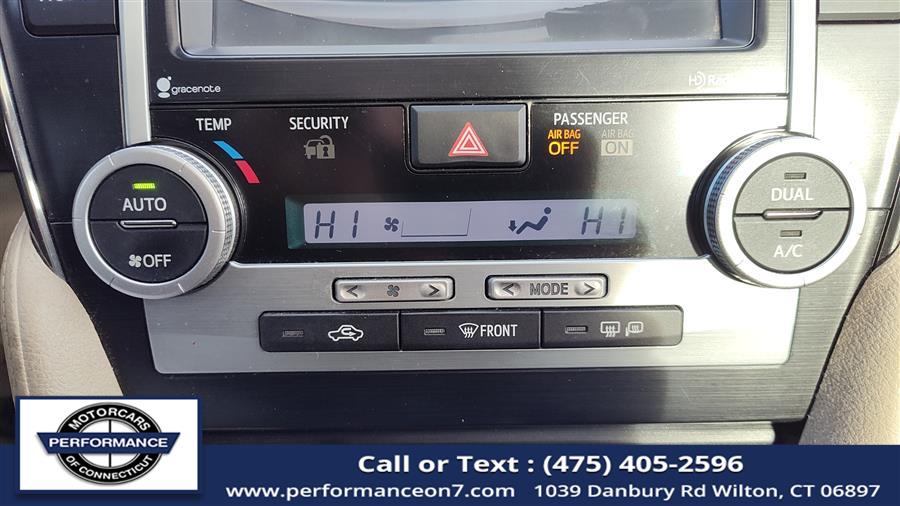 gracenote
HD Radio
TEMP
SECURITY
PASSENGER
AIR BAG OFF
AIR BAG ON
AUTO
OFF
HI
HI
DUAL
A/C
< >
< MODE >
FRONT
MOTORCARS
PERFORMANCE
OF CONNECTICUT
Call or Text : (475) 405-2596
www.performanceon7.com 1039 Danbury Rd Wilton, CT 06897